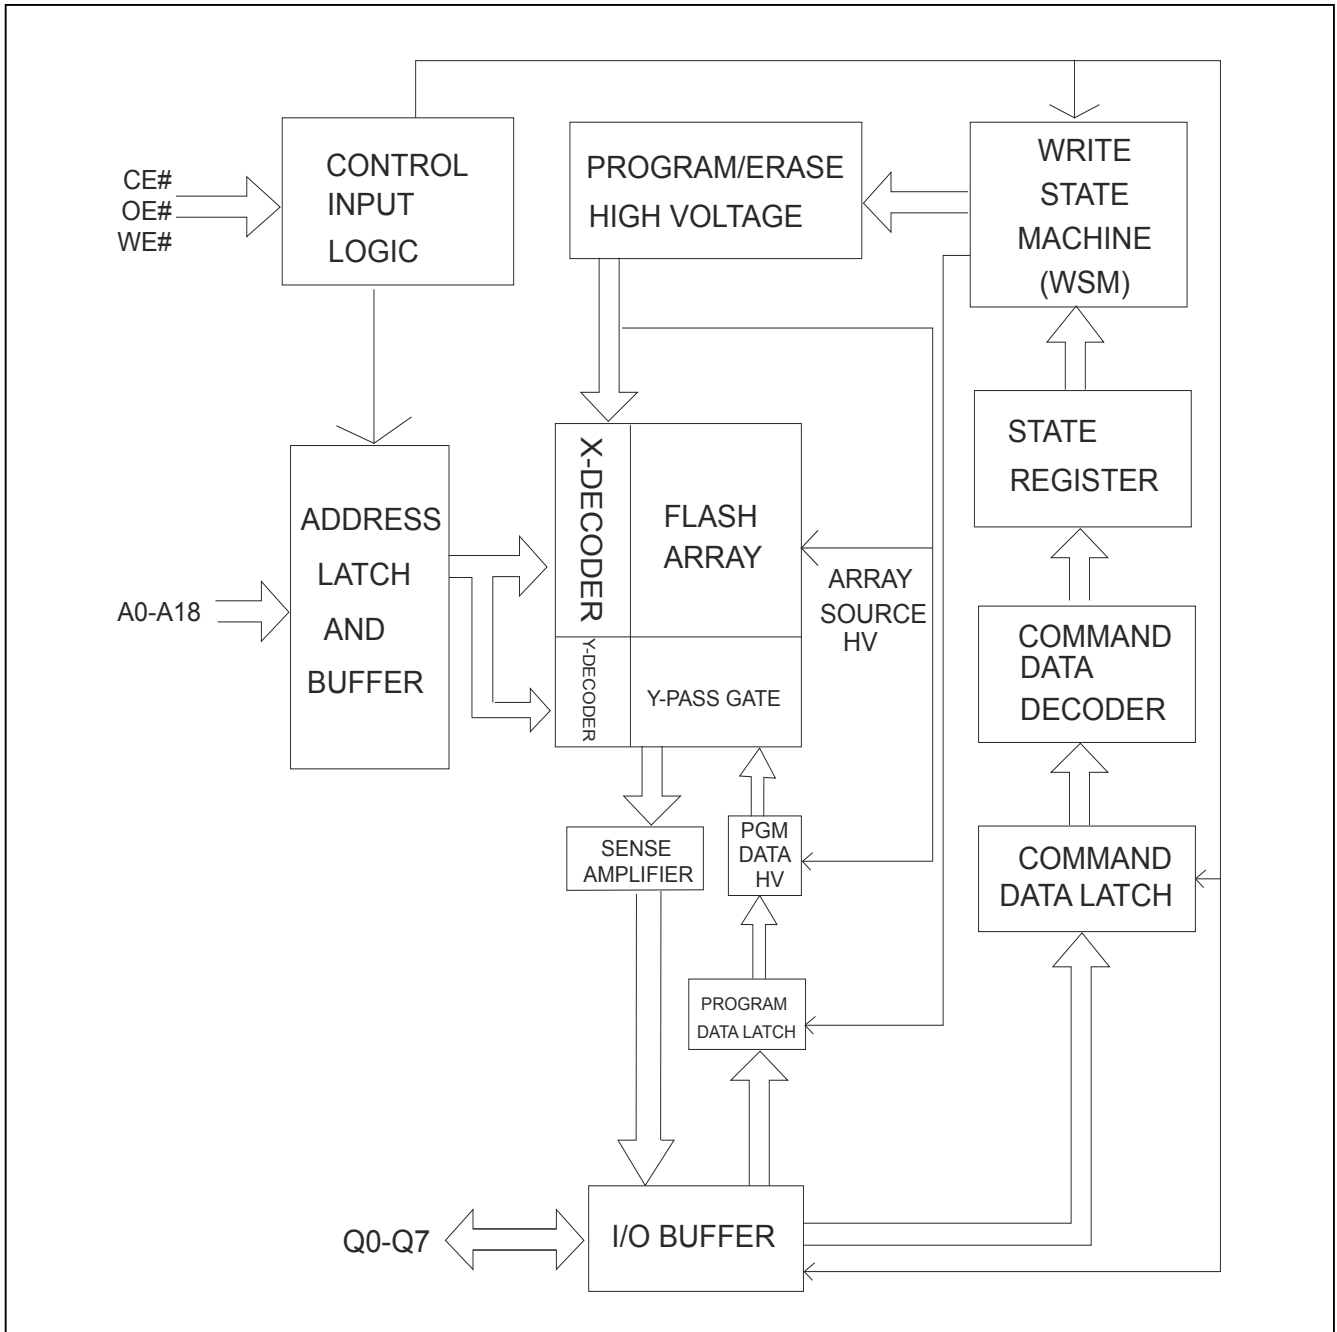 CE#
OE#
WE#
CONTROL
INPUT
LOGIC
PROGRAM/ERASE
HIGH VOLTAGE
WRITE
STATE
MACHINE
(WSM)
STATE
REGISTER
A0-A18
ADDRESS
LATCH
AND
BUFFER
X-DECODER
FLASH
ARRAY
ARRAY
SOURCE
HV
Y-DECODER
Y-PASS GATE
COMMAND
DATA
DECODER
SENSE
AMPLIFIER
PGM
DATA
HV
COMMAND
DATA LATCH
PROGRAM
DATA LATCH
Q0-Q7
I/O BUFFER